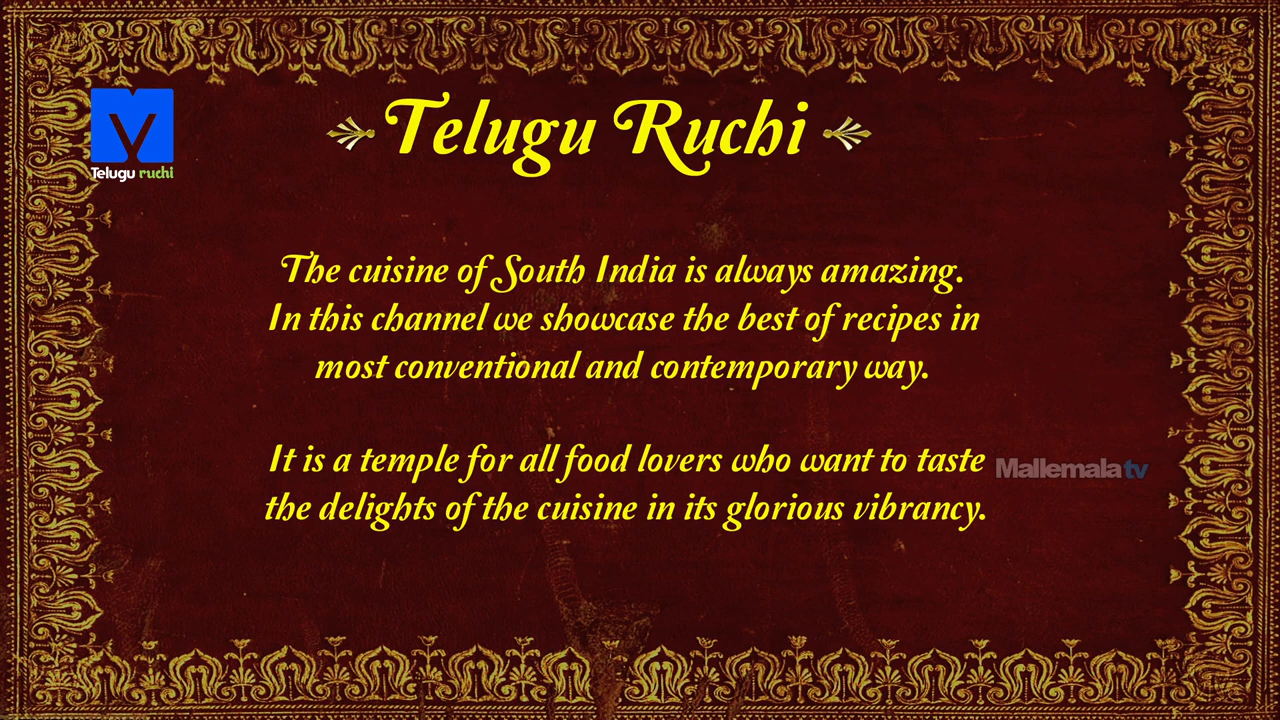 Telugu Ruchi
Telugu ruchi
The cuisine of South India is always amazing.
In this channel we showcase the best of recipes in
most conventional and contemporary way.
It is a temple for all food lovers who want to taste
the delights of the cuisine in its glorious vibrancy.
Mallemala tv